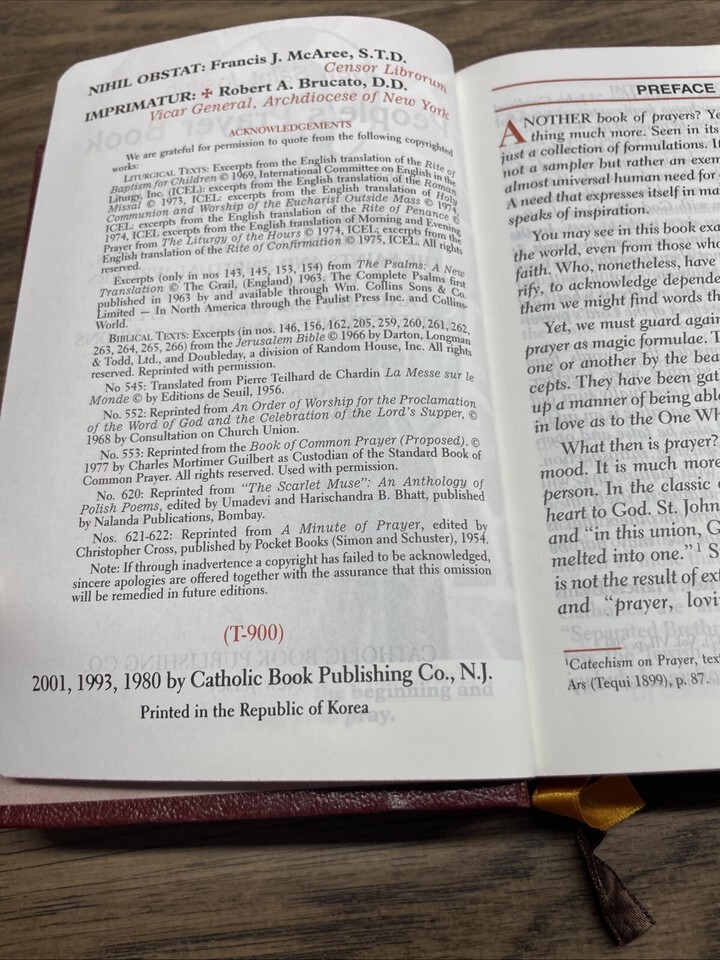 NIHIL OBSTAT: Francis J. McAree, S.T.D.
Censor Librorum
IMPRIMATUR: ✠ Robert A. Brucato, D.D.
Vicar General, Archdiocese of New York
ACKNOWLEDGEMENTS
We are grateful for permission to quote from the following copyrighted
works:
LITURGICAL TEXTS: Excerpts from the English translation of the Rite of
Baptism for Children © 1969, International Committee on English in the
Liturgy, Inc. (ICEL); excerpts from the English translation of the Roman
Missal © 1973, ICEL: excerpts from the English translation of Holy
Communion and Worship of the Eucharist Outside Mass © 1974,
ICEL: excerpts from the English translation of the Rite of Penance ©
1974, ICEL excerpts from the English translation of Morning and Evening
Prayer from The Liturgy of the Hours © 1974, ICEL; excerpts from the
English translation of the Rite of Confirmation © 1975, ICEL. All rights
reserved.
Excerpts (only in nos 143, 145, 153, 154) from The Psalms: A New
Translation © The Grail, (England) 1963, The Complete Psalms first
published in 1963 by and available through Wm. Collins Sons & Co.
Limited — In North America through the Paulist Press Inc. and Collins-
World.
BIBLICAL TEXTS: Excerpts (in nos. 146, 156, 162, 205, 259, 260, 261, 262,
263, 264, 265, 266) from the Jerusalem Bible © 1966 by Darton, Longman
& Todd, Ltd., and Doubleday, a division of Random House, Inc. All rights
reserved. Reprinted with permission.
No 545: Translated from Pierre Teilhard de Chardin La Messe sur le
Monde © by Editions de Seuil, 1956.
No. 552: Reprinted from An Order of Worship for the Proclamation
of the Word of God and the Celebration of the Lord's Supper, ©
1968 by Consultation on Church Union.
No. 553: Reprinted from the Book of Common Prayer (Proposed). ©
1977 by Charles Mortimer Guilbert as Custodian of the Standard Book of
Common Prayer. All rights reserved. Used with permission.
No. 620: Reprinted from "The Scarlet Muse": An Anthology of
Polish Poems, edited by Umadevi and Harischandra B. Bhatt, published
by Nalanda Publications, Bombay.
Nos. 621-622: Reprinted from A Minute of Prayer, edited by
Christopher Cross, published by Pocket Books (Simon and Schuster), 1954.
Note: If through inadvertence a copyright has failed to be acknowledged,
sincere apologies are offered together with the assurance that this omission
will be remedied in future editions.
(T-900)
2001, 1993, 1980 by Catholic Book Publishing Co., N.J.
Printed in the Republic of Korea
PREFACE
ANOTHER book of prayers? Ye
thing much more. Seen in its
just a collection of formulations. It
not a sampler but rather an exem
almost universal human need for
A need that expresses itself in ma
speaks of inspiration.
You may see in this book exa
the world, even from those who
faith. Who, nonetheless, have
rify, to acknowledge depende
them we might find words th
Yet, we must guard again
prayer as magic formulae. T
one or another by the bea
cepts. They have been gat
up a manner of being able
in love as to the One Wh
What then is prayer?
mood. It is much more
person. In the classic
heart to God. St. John
and "in this union, G
melted into one."¹ S
is not the result of ext
and "prayer, lovi
¹Catechism on Prayer, text
Ars (Tequi 1899), p. 87.